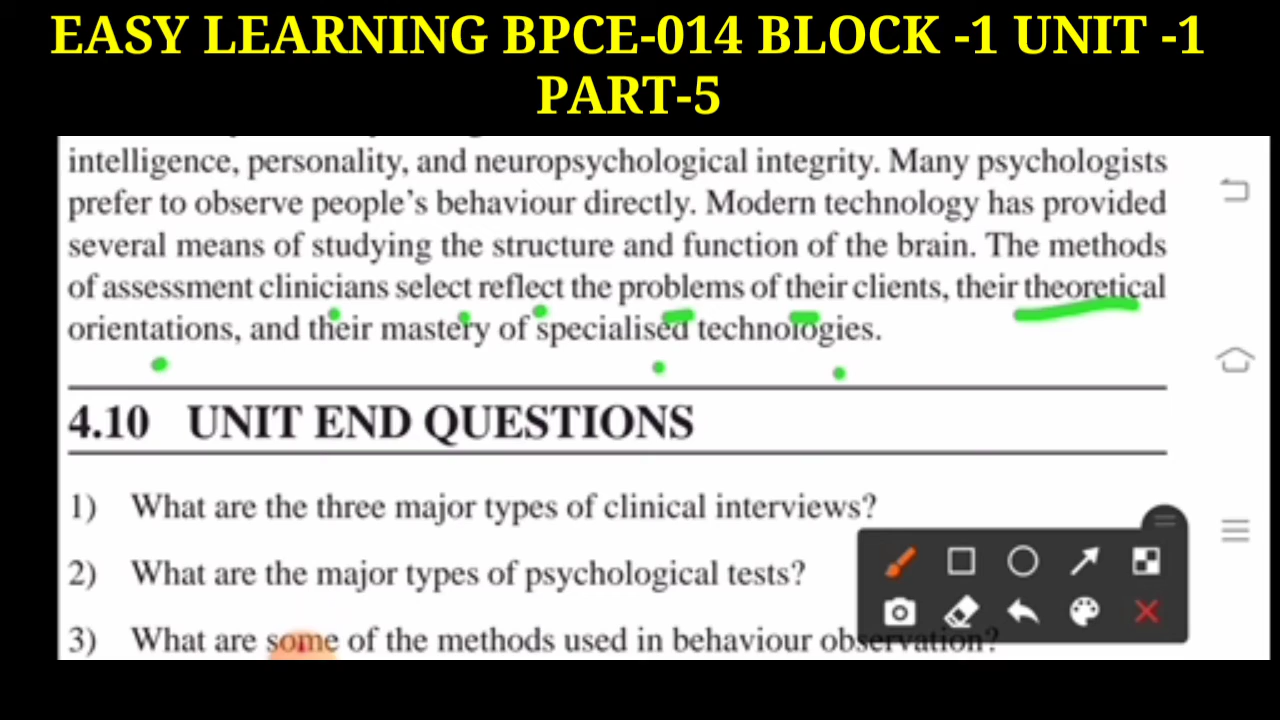 EASY LEARNING BPCE-014 BLOCK -1 UNIT -1
PART-5
intelligence, personality, and neuropsychological integrity. Many psychologists
prefer to observe people's behaviour directly. Modern technology has provided
several means of studying the structure and function of the brain. The methods
of assessment clinicians select reflect the problems of their clients, their theoretical
orientations, and their mastery of specialised technologies.
4.10 UNIT END QUESTIONS
1) What are the three major types of clinical interviews?
2) What are the major types of psychological tests?
3) What are some of the methods used in behaviour observation?